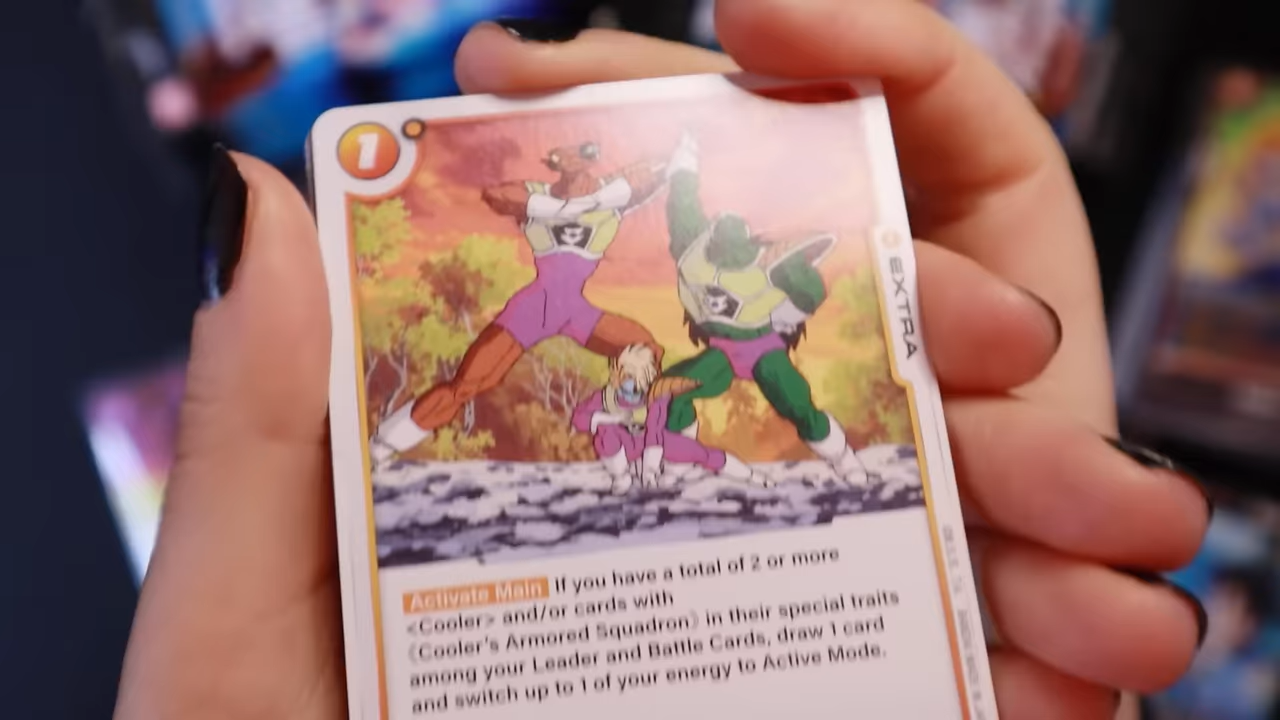 1
EXTRA
Activate Main If you have a total of 2 or more
<Cooler> and/or cards with
《Cooler's Armored Squadron》 in their special traits
among your Leader and Battle Cards, draw 1 card
and switch up to 1 of your energy to Active Mode.